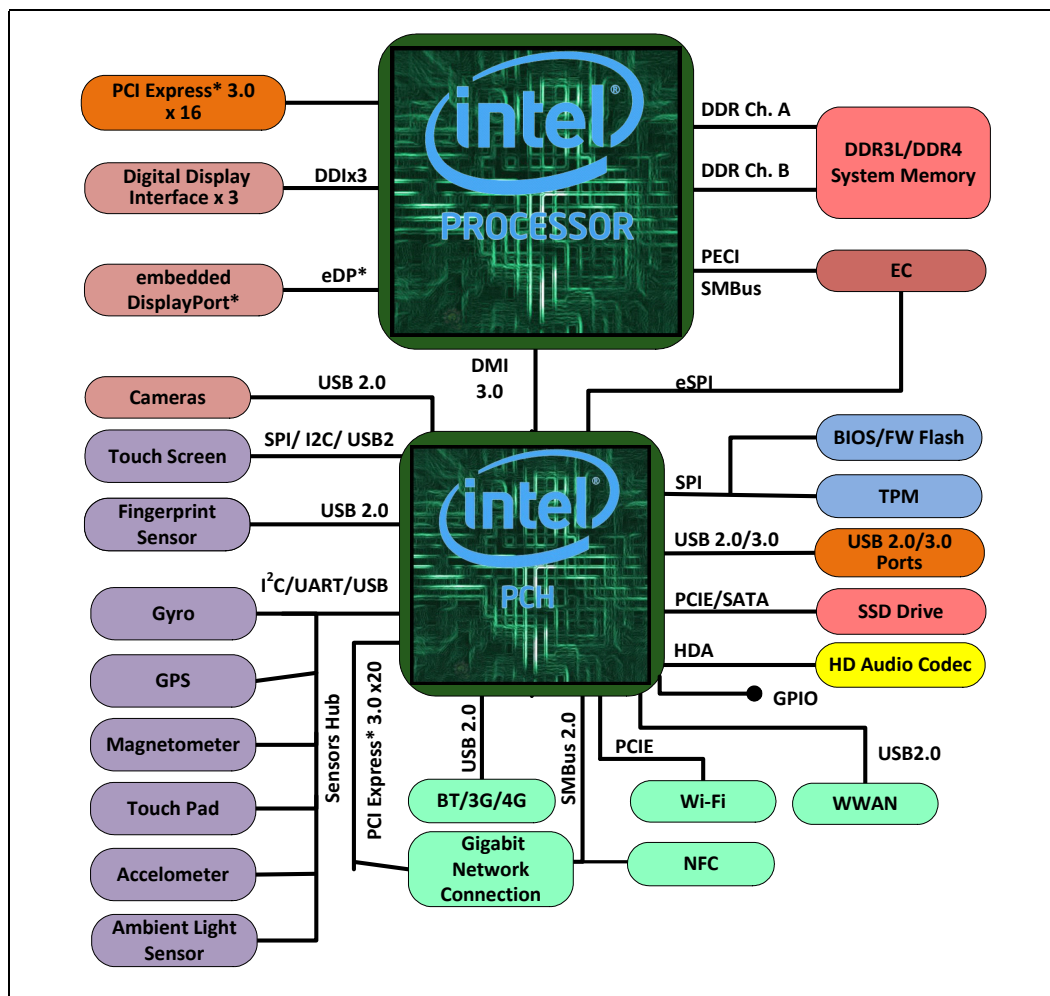 PCI Express* 3.0
x 16
Digital Display
Interface x 3
DDIx3
embedded
DisplayPort*
eDP*
intel®
PROCESSOR
DDR Ch. A
DDR Ch. B
DDR3L/DDR4
System Memory
PECI
SMBus
EC
DMI
3.0
eSPI
Cameras
USB 2.0
Touch Screen
SPI/ I2C/ USB2
Fingerprint
Sensor
USB 2.0
intel®
PCH
SPI
BIOS/FW Flash
TPM
USB 2.0/3.0
USB 2.0/3.0
Ports
PCIE/SATA
SSD Drive
HDA
HD Audio Codec
GPIO
I²C/UART/USB
Gyro
GPS
Magnetometer
Touch Pad
Accelometer
Ambient Light
Sensor
Sensors Hub
PCI Express* 3.0 x20
USB 2.0
SMBus 2.0
PCIE
USB2.0
BT/3G/4G
Wi-Fi
WWAN
Gigabit
Network
Connection
NFC